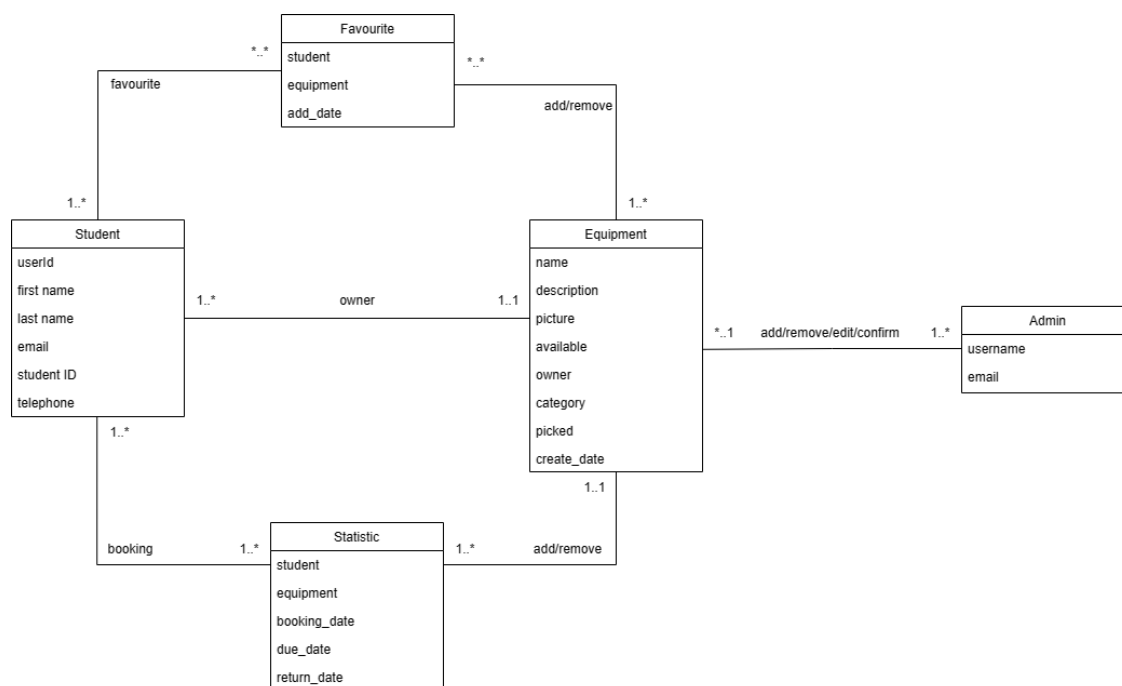 Favourite
student
equipment
add_date
*..*
*..*
favourite
add/remove
1..*
1..*
Student
userId
first name
last name
email
student ID
telephone
1..*
owner
1..1
Equipment
name
description
picture
available
owner
category
picked
create_date
*..1
add/remove/edit/confirm
1..*
Admin
username
email
1..*
1..1
booking
1..*
Statistic
student
equipment
booking_date
due_date
return_date
1..*
add/remove